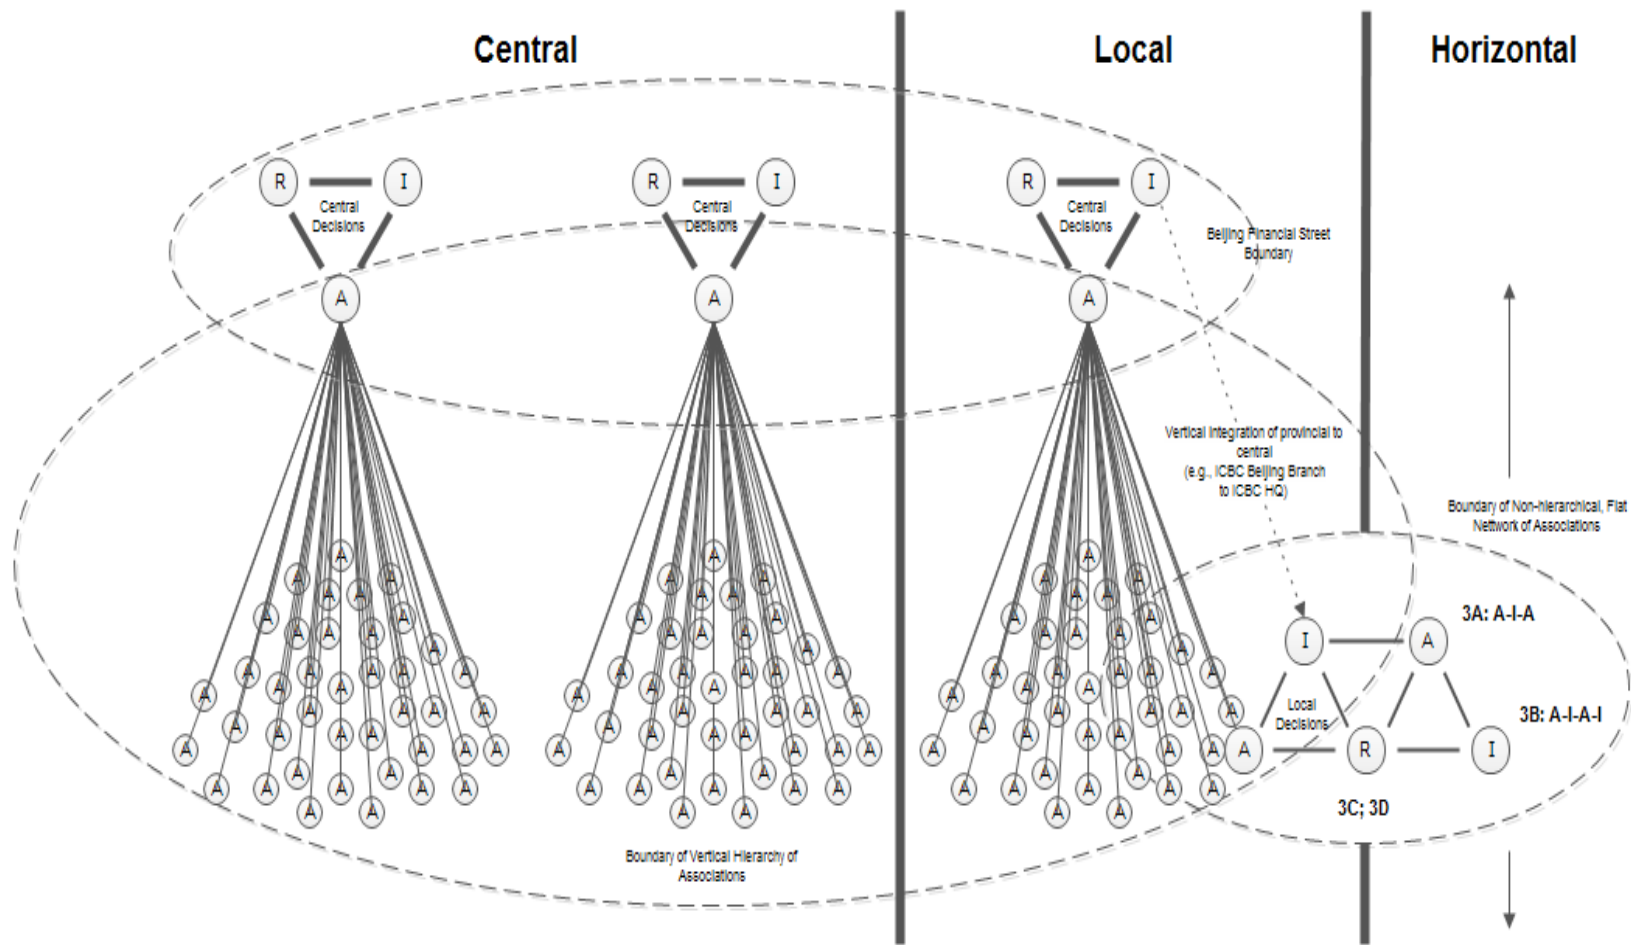 Central
Local
Horizontal
R
I
R
I
R
I
Central
Decisions
Central
Decisions
Central
Decisions
Beijing Financial Street
Boundary
A
A
A
Vertical Integration of provincial to
central
(e.g., ICBC Beijing Branch
to ICBC HQ)
Boundary of Non-hierarchical, Flat
Nettwork of Associations
3A: A-I-A
I
A
Local
Decisions
3B: A-I-A-I
A
R
I
3C; 3D
Boundary of Vertical Hierarchy of
Associations